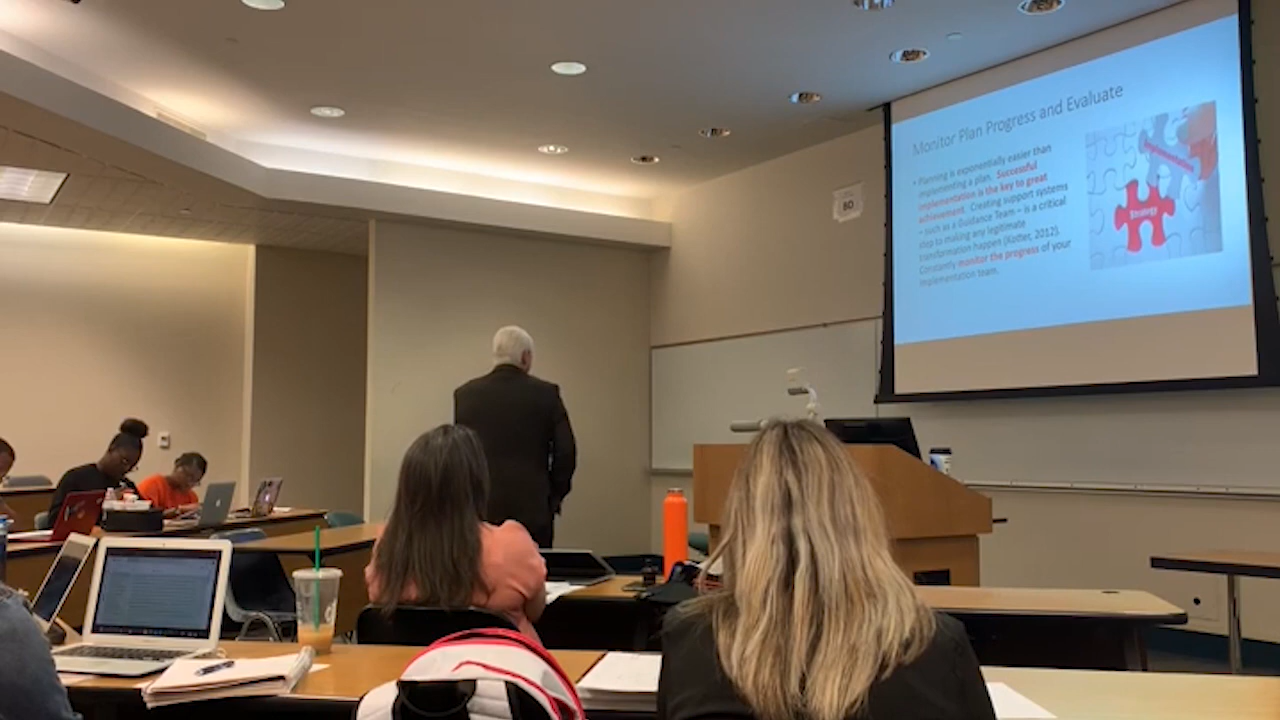 Monitor Plan Progress and Evaluate
• Planning is exponentially easier than
implementing a plan. Successful
implementation is the key to great
achievement. Creating support systems
– such as a Guidance Team – is a critical
step to making any legitimate
transformation happen (Kotter, 2012).
Constantly monitor the progress of your
implementation team.
Strategy
BD